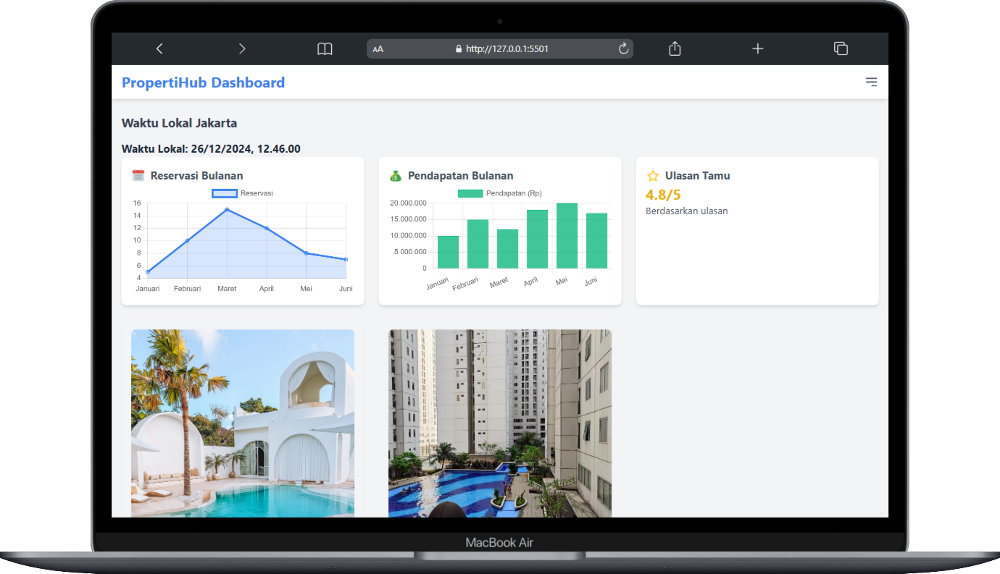 AA http://127.0.0.1:5501
PropertiHub Dashboard
Waktu Lokal Jakarta
Waktu Lokal: 26/12/2024, 12.46.00
Reservasi Bulanan
Reservasi
16
14
12
10
8
6
4
Januari Februari Maret April Mei Juni
Pendapatan Bulanan
Pendapatan (Rp)
20.000.000
15.000.000
10.000.000
5.000.000
0
Januari Februari Maret April Mei Juni
Ulasan Tamu
4.8/5
Berdasarkan ulasan
MacBook Air